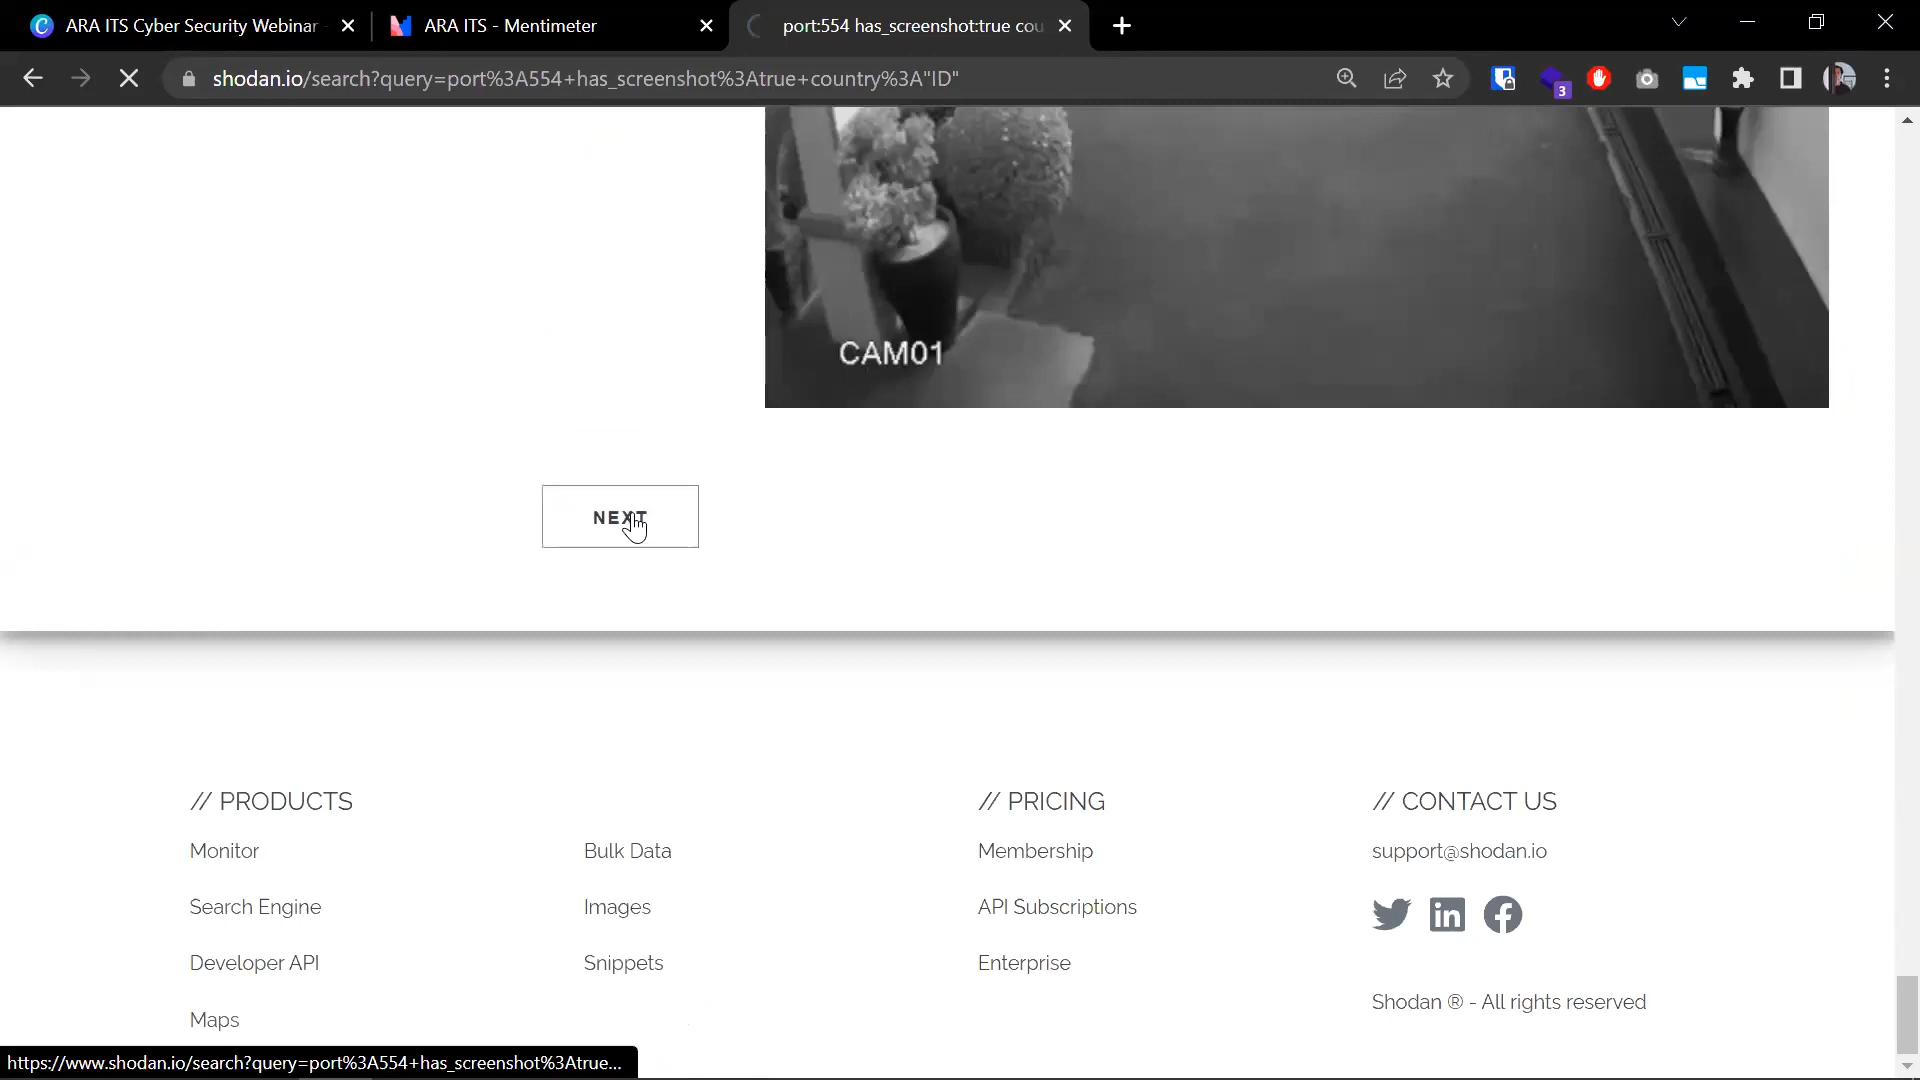 ARA ITS Cyber Security Webinar
ARA ITS - Mentimeter
port:554 has_screenshot:true cou
shodan.io/search?query=port%3A554+has_screenshot%3Atrue+country%3A"ID"
3
CAM01
NEXT
// PRODUCTS
Monitor
Search Engine
Developer API
Maps
Bulk Data
Images
Snippets
// PRICING
Membership
API Subscriptions
Enterprise
// CONTACT US
support@shodan.io
Shodan ® - All rights reserved
https://www.shodan.io/search?query=port%3A554+has_screenshot%3Atrue...